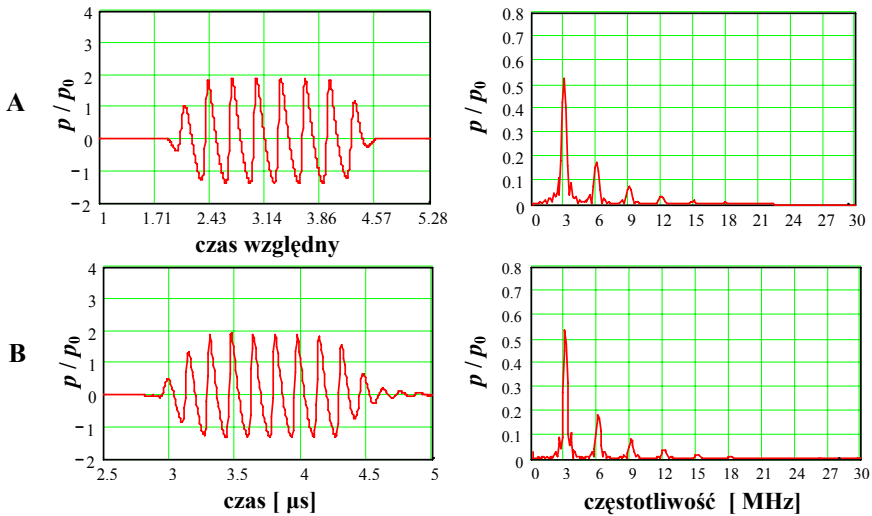 A
p / p0
4
3
2
1
0
−1
−2
1 1.71 2.43 3.14 3.86 4.57 5.28
czas względny
p / p0
0.8
0.7
0.6
0.5
0.4
0.3
0.2
0.1
0
0 3 6 9 12 15 18 21 24 27 30
B
p / p0
4
3
2
1
0
−1
−2
2.5 3 3.5 4 4.5 5
czas [ µs]
p / p0
0.8
0.7
0.6
0.5
0.4
0.3
0.2
0.1
0
0 3 6 9 12 15 18 21 24 27 30
częstotliwość [ MHz]